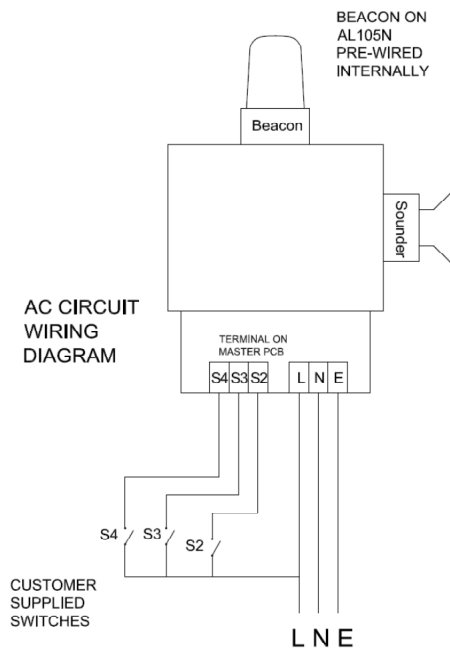 BEACON ON
AL105N
PRE-WIRED
INTERNALLY
Beacon
Sounder
AC CIRCUIT
WIRING
DIAGRAM
TERMINAL ON
MASTER PCB
S4 S3 S2 L N E
S4 S3 S2
CUSTOMER
SUPPLIED
SWITCHES
L N E